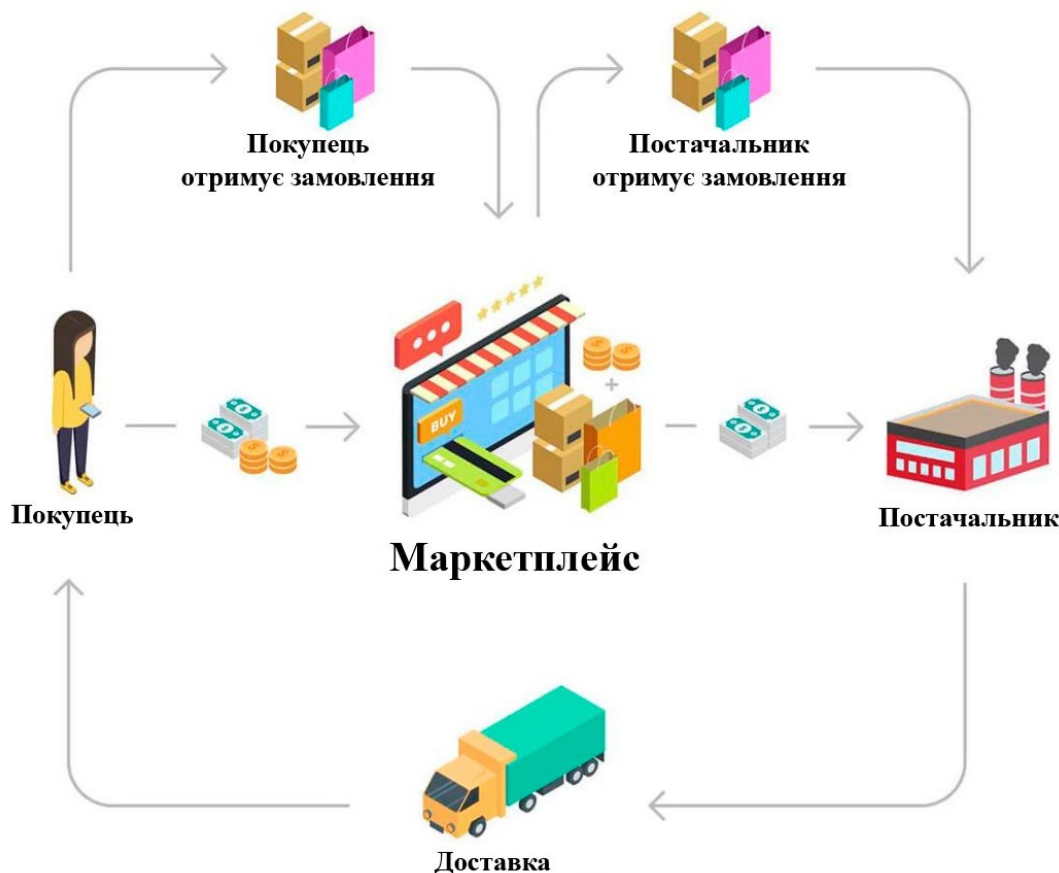 Покупець
отримує замовлення
Постачальник
отримує замовлення
BUY
Покупець
Постачальник
Маркетплейс
Доставка